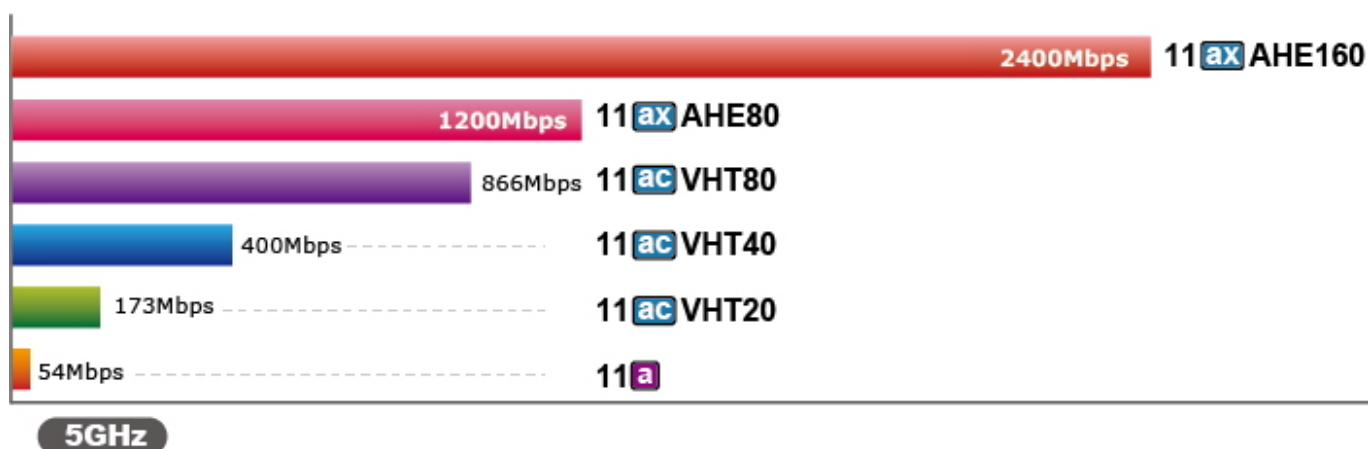 2400Mbps 11ax AHE160
1200Mbps 11ax AHE80
866Mbps 11ac VHT80
400Mbps 11ac VHT40
173Mbps 11ac VHT20
54Mbps 11a
5GHz